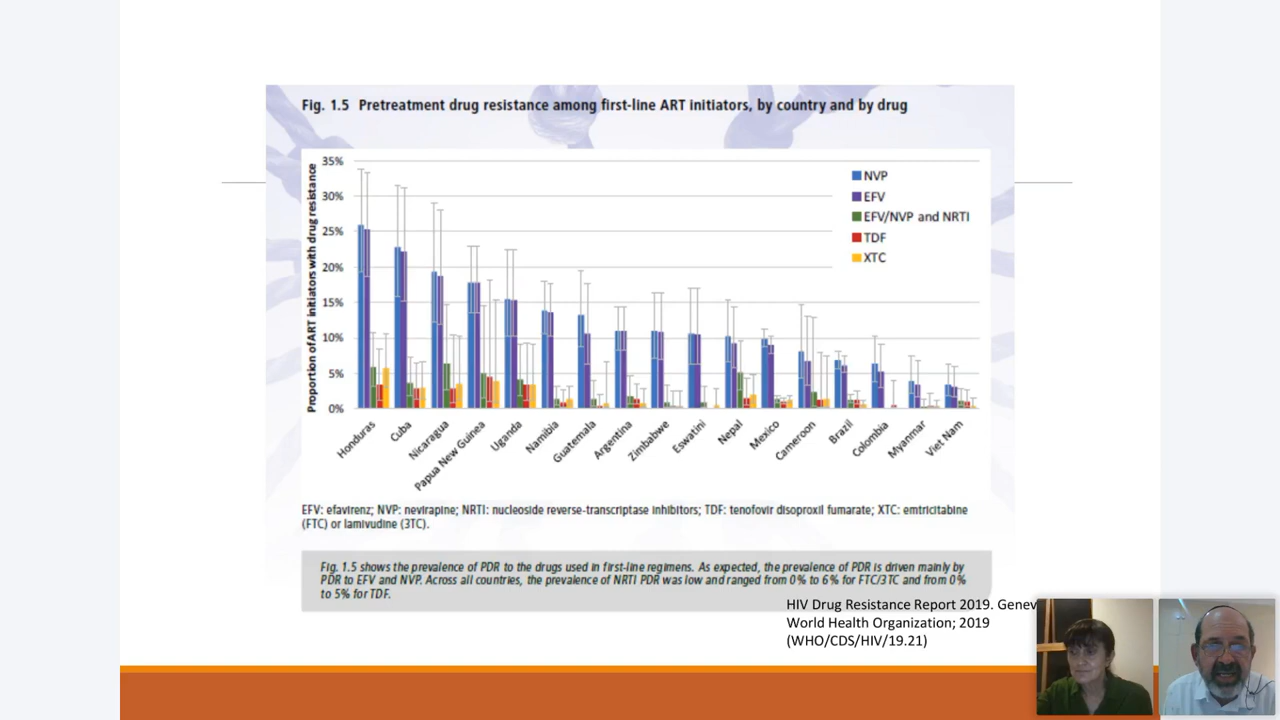 Fig. 1.5 Pretreatment drug resistance among first-line ART initiators, by country and by drug
Proportion of ART initiators with drug resistance
35%
30%
25%
20%
15%
10%
5%
0%
NVP
EFV
EFV/NVP and NRTI
TDF
XTC
Honduras
Cuba
Nicaragua
Papua New Guinea
Uganda
Namibia
Guatemala
Argentina
Zimbabwe
Eswatini
Nepal
Mexico
Cameroon
Brazil
Colombia
Myanmar
Viet Nam
EFV: efavirenz; NVP: nevirapine; NRTI: nucleoside reverse-transcriptase inhibitors; TDF: tenofovir disoproxil fumarate; XTC: emtricitabine
(FTC) or lamivudine (3TC).
Fig. 1.5 shows the prevalence of PDR to the drugs used in first-line regimens. As expected, the prevalence of PDR is driven mainly by
PDR to EFV and NVP. Across all countries, the prevalence of NRTI PDR was low and ranged from 0% to 6% for FTC/3TC and from 0%
to 5% for TDF.
HIV Drug Resistance Report 2019. Genev
World Health Organization; 2019
(WHO/CDS/HIV/19.21)